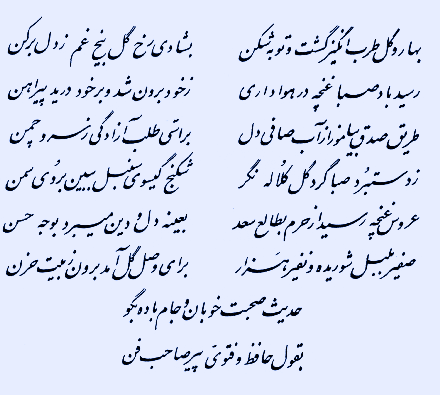 بهار و گل طرب انگیز گشت و توبه شکن بشادی رخ گل بیخ غم ز دل برکن
رسید باد صبا غنچه در هواداری ز خود برون شد و بر خود درید پیراهن
طریق صدق بیاموز از آب صافی دل براستی طلب آزادگی ز سرو چمن
ز دستبرد صبا گرد گل کلاله نگر شکنج گیسوی سنبل ببین بروی سمن
عروس غنچه رسید از حرم بطالع سعد بعینه دل و دین میبرد بوجه حسن
صفیر بلبل شوریده و نفیر هزار برای وصل گل آمد برون ز بیت حزن
حدیث صحبت خوبان و جام باده بگو
بقول حافظ و فتوی پیر صاحب فن